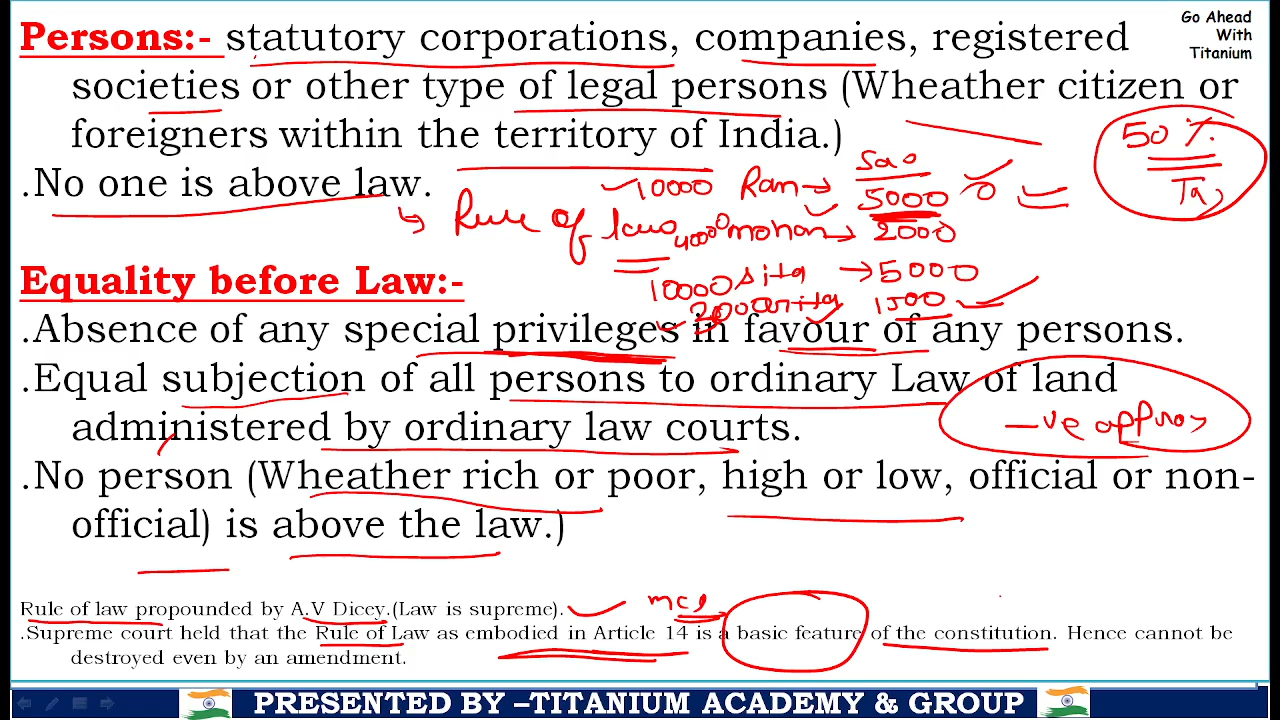 Go Ahead
With
Titanium
Persons:- statutory corporations, companies, registered
societies or other type of legal persons (Wheather citizen or
foreigners within the territory of India.)
50 %
Tax
.No one is above law.
Rule of
10000 Ram → 5000
40000 mohan → 2000
10000 sita → 5000
1500
Equality before Law:-
.Absence of any special privileges in favour of any persons.
.Equal subjection of all persons to ordinary Law of land
administered by ordinary law courts.
-ve
.No person (Wheather rich or poor, high or low, official or non-
official) is above the law.)
Rule of law propounded by A.V Dicey.(Law is supreme).
.Supreme court held that the Rule of Law as embodied in Article 14 is a basic feature of the constitution. Hence cannot be
destroyed even by an amendment.
PRESENTED BY –TITANIUM ACADEMY & GROUP